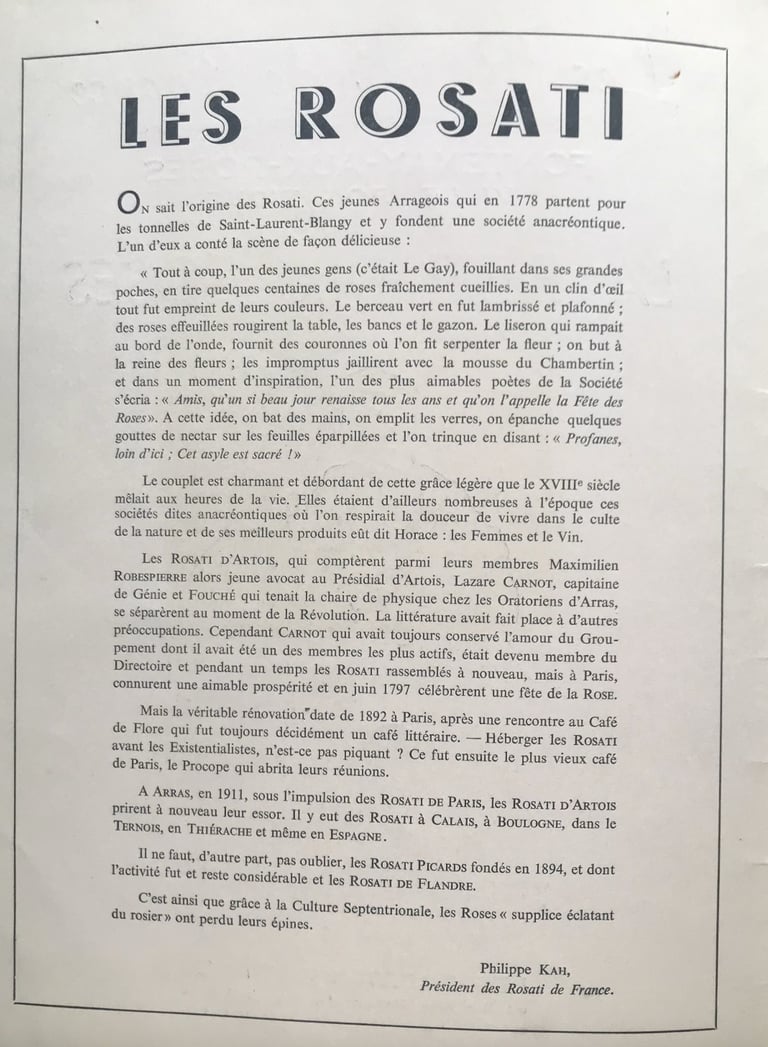 LES ROSATI
ON sait l'origine des Rosati. Ces jeunes Arrageois qui en 1778 partent pour
les tonnelles de Saint-Laurent-Blangy et y fondent une société anacréontique.
L'un d'eux a conté la scène de façon délicieuse :
« Tout à coup, l'un des jeunes gens (c'était Le Gay), fouillant dans ses grandes
poches, en tire quelques centaines de roses fraîchement cueillies. En un clin d'œil
tout fut empreint de leurs couleurs. Le berceau vert en fut lambrissé et plafonné ;
des roses effeuillées rougirent la table, les bancs et le gazon. Le liseron qui rampait
au bord de l'onde, fournit des couronnes où l'on fit serpenter la fleur ; on but à
la reine des fleurs ; les impromptus jaillirent avec la mousse du Chambertin ;
et dans un moment d'inspiration, l'un des plus aimables poètes de la Société
s'écria : « Amis, qu'un si beau jour renaisse tous les ans et qu'on l'appelle la Fête des
Roses». A cette idée, on bat des mains, on emplit les verres, on épanche quelques
gouttes de nectar sur les feuilles éparpillées et l'on trinque en disant : « Profanes,
loin d'ici ; Cet asyle est sacré !»
Le couplet est charmant et débordant de cette grâce légère que le XVIIIe siècle
mêlait aux heures de la vie. Elles étaient d'ailleurs nombreuses à l'époque ces
sociétés dites anacréontiques où l'on respirait la douceur de vivre dans le culte
de la nature et de ses meilleurs produits eût dit Horace : les Femmes et le Vin.
Les ROSATI D'ARTOIS, qui comptèrent parmi leurs membres Maximilien
ROBESPIERRE alors jeune avocat au Présidial d'Artois, Lazare CARNOT, capitaine
de Génie et FOUCHÉ qui tenait la chaire de physique chez les Oratoriens d'Arras,
se séparèrent au moment de la Révolution. La littérature avait fait place à d'autres
préoccupations. Cependant CARNOT qui avait toujours conservé l'amour du Grou-
pement dont il avait été un des membres les plus actifs, était devenu membre du
Directoire et pendant un temps les ROSATI rassemblés à nouveau, mais à Paris,
connurent une aimable prospérité et en juin 1797 célébrèrent une fête de la ROSE.
Mais la véritable rénovation date de 1892 à Paris, après une rencontre au Café
de Flore qui fut toujours décidément un café littéraire. — Héberger les ROSATI
avant les Existentialistes, n'est-ce pas piquant ? Ce fut ensuite le plus vieux café
de Paris, le Procope qui abrita leurs réunions.
A ARRAS, en 1911, sous l'impulsion des ROSATI DE PARIS, les ROSATI D'ARTOIS
prirent à nouveau leur essor. Il y eut des ROSATI à CALAIS, à BOULOGNE, dans le
TERNOIS, en THIÉRACHE et même en ESPAGNE.
Il ne faut, d'autre part, pas oublier, les ROSATI PICARDS fondés en 1894, et dont
l'activité fut et reste considérable et les ROSATI DE FLANDRE.
C'est ainsi que grâce à la Culture Septentrionale, les Roses « supplice éclatant
du rosier» ont perdu leurs épines.
Philippe KAH,
Président des Rosati de France.